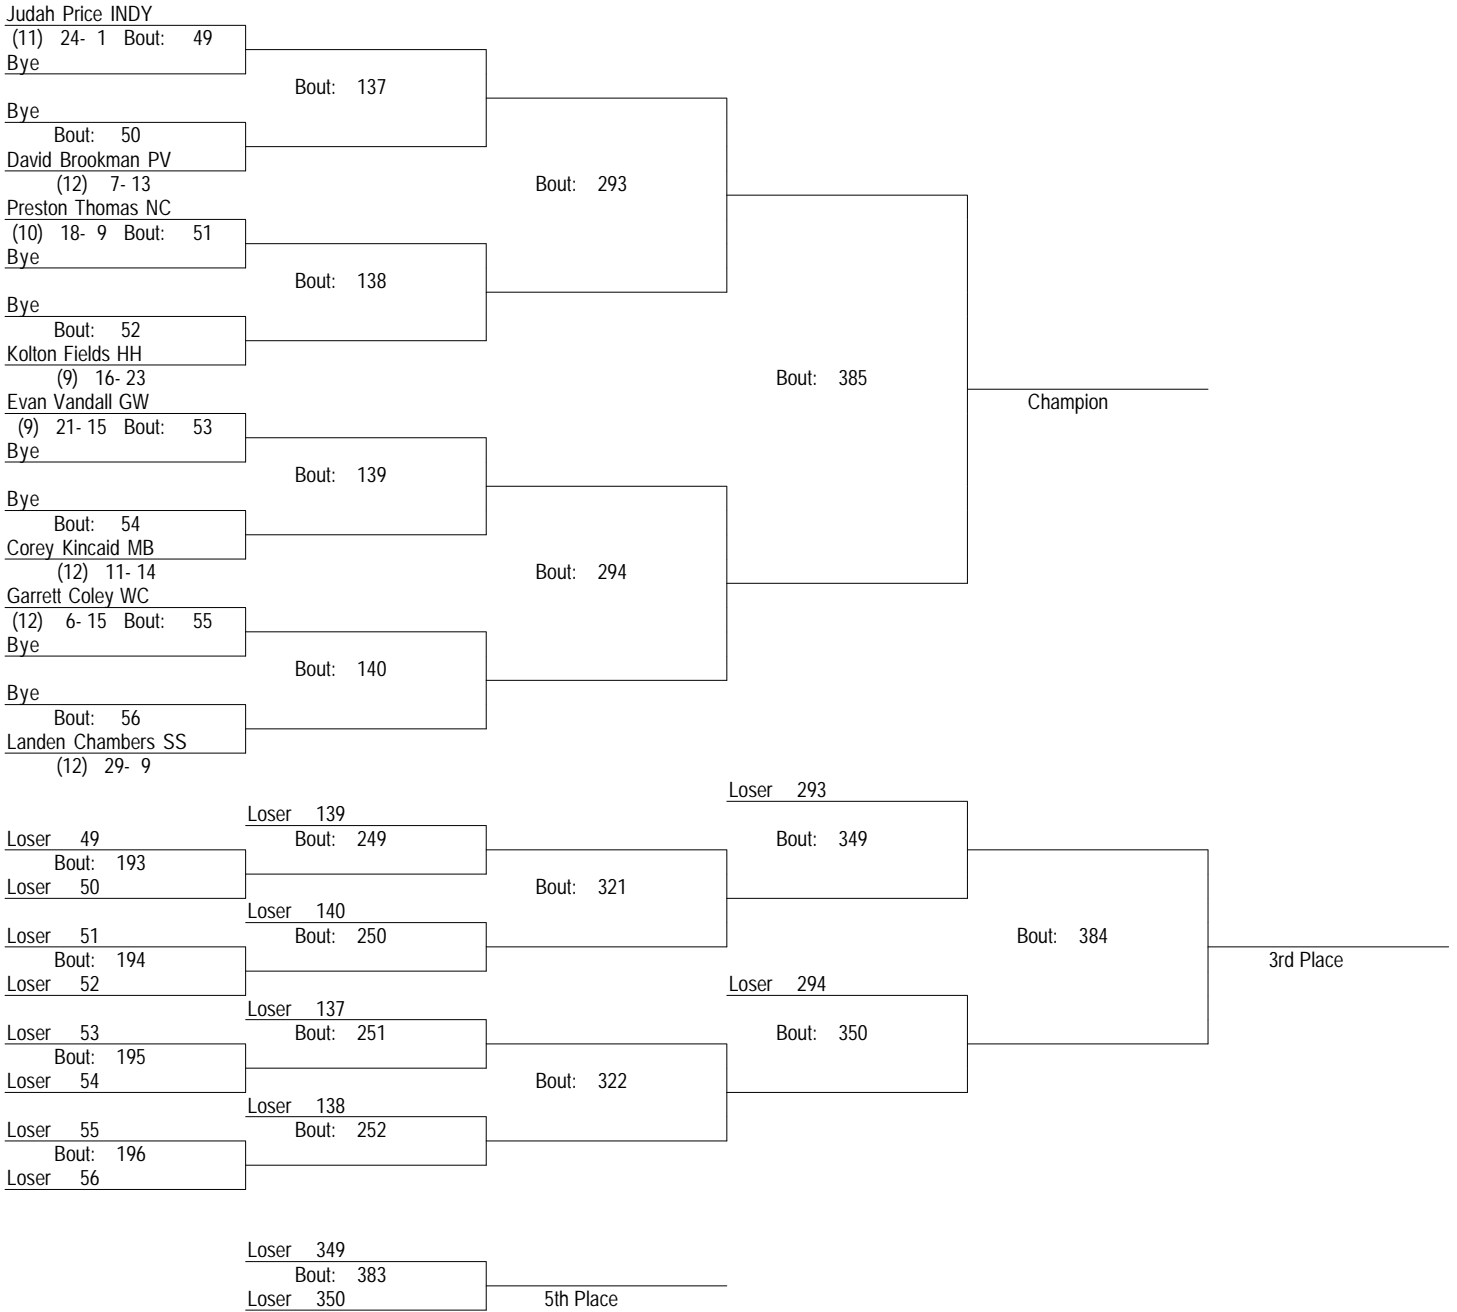 Judah Price INDY
(11) 24- 1 Bout: 49
Bye
Bout: 137
Bye
Bout: 50
David Brookman PV
(12) 7- 13
Bout: 293
Preston Thomas NC
(10) 18- 9 Bout: 51
Bye
Bout: 138
Bye
Bout: 52
Kolton Fields HH
(9) 16- 23
Bout: 385
Champion
Evan Vandall GW
(9) 21- 15 Bout: 53
Bye
Bout: 139
Bye
Bout: 54
Corey Kincaid MB
(12) 11- 14
Bout: 294
Garrett Coley WC
(12) 6- 15 Bout: 55
Bye
Bout: 140
Bye
Bout: 56
Landen Chambers SS
(12) 29- 9
Loser 293
Loser 139
Loser 49 Bout: 249 Bout: 349
Bout: 193
Loser 50 Bout: 321
Loser 140
Loser 51 Bout: 250 Bout: 384
Bout: 194 3rd Place
Loser 52 Loser 294
Loser 137
Loser 53 Bout: 251 Bout: 350
Bout: 195
Loser 54 Bout: 322
Loser 138
Loser 55 Bout: 252
Bout: 196
Loser 56
Loser 349
Bout: 383
Loser 350 5th Place